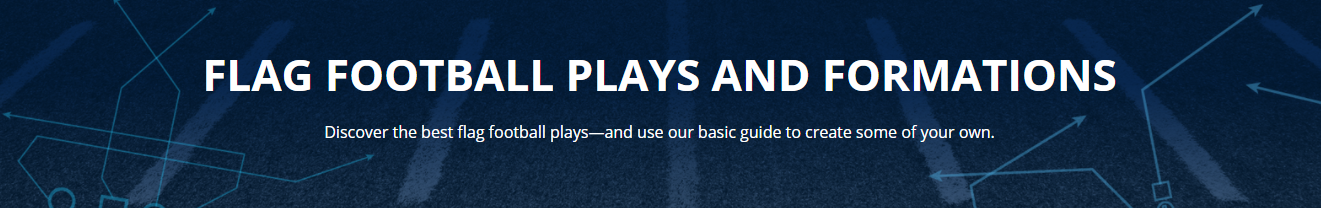 FLAG FOOTBALL PLAYS AND FORMATIONS
Discover the best flag football plays—and use our basic guide to create some of your own.